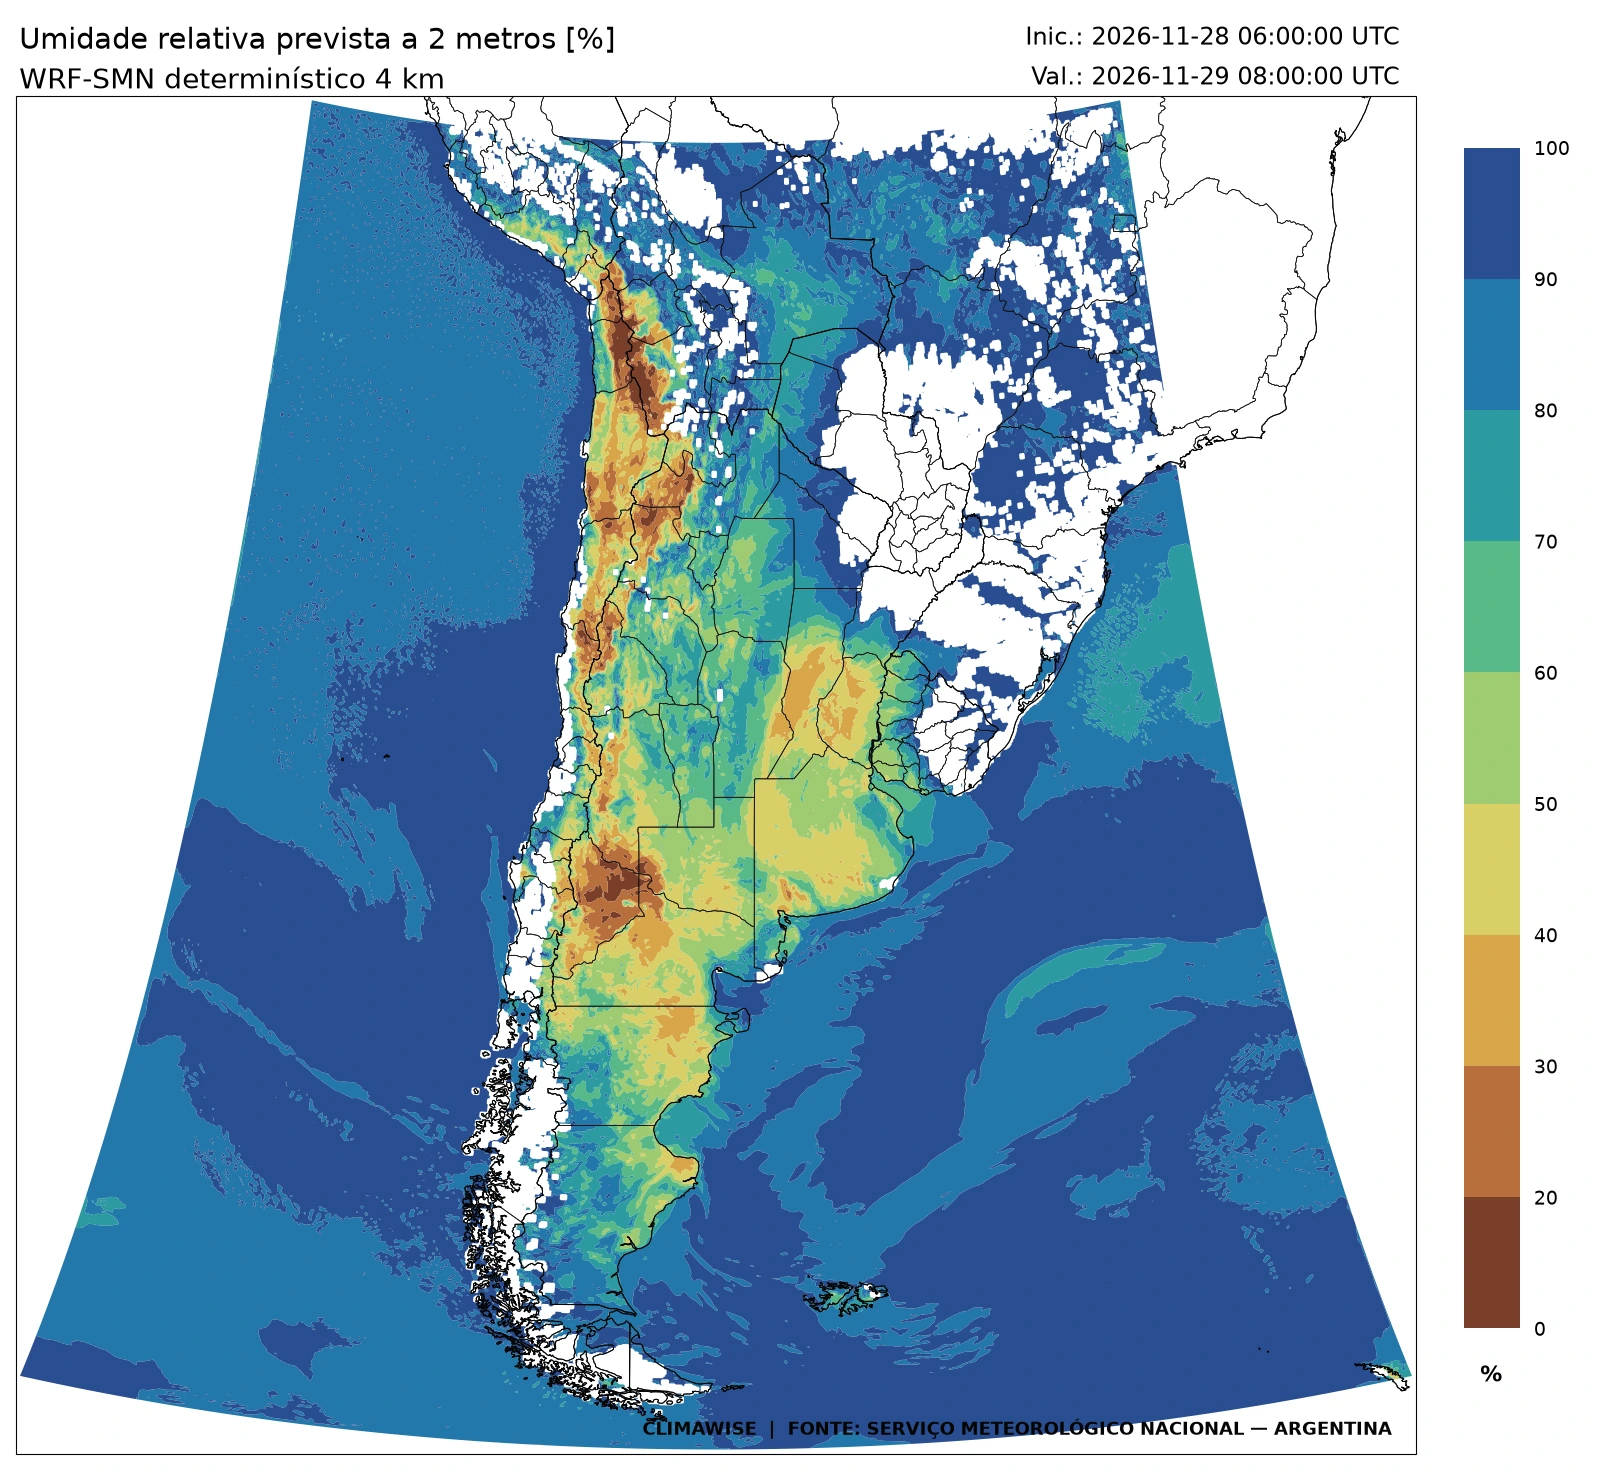 Umidade relativa prevista a 2 metros [%]
WRF-SMN determinístico 4 km
Inic.: 2026-11-28 06:00:00 UTC
Val.: 2026-11-29 08:00:00 UTC
100
90
80
70
60
50
40
30
20
0
%
CLIMAWISE | FONTE: SERVIÇO METEOROLÓGICO NACIONAL — ARGENTINA